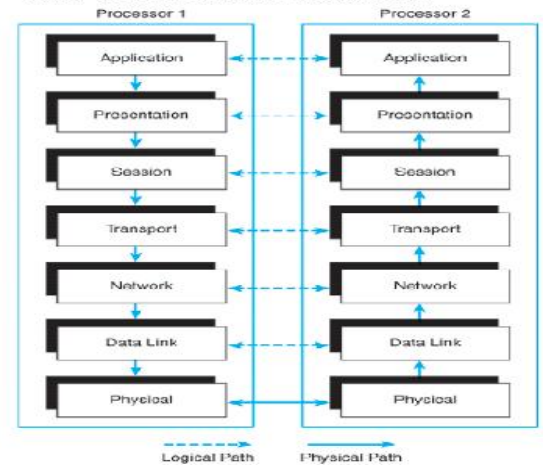 Processor 1 Processor 2
Application Application
Presentation Presentation
Session Session
Transport Transport
Network Network
Data Link Data Link
Physical Physical
Logical Path Physical Path